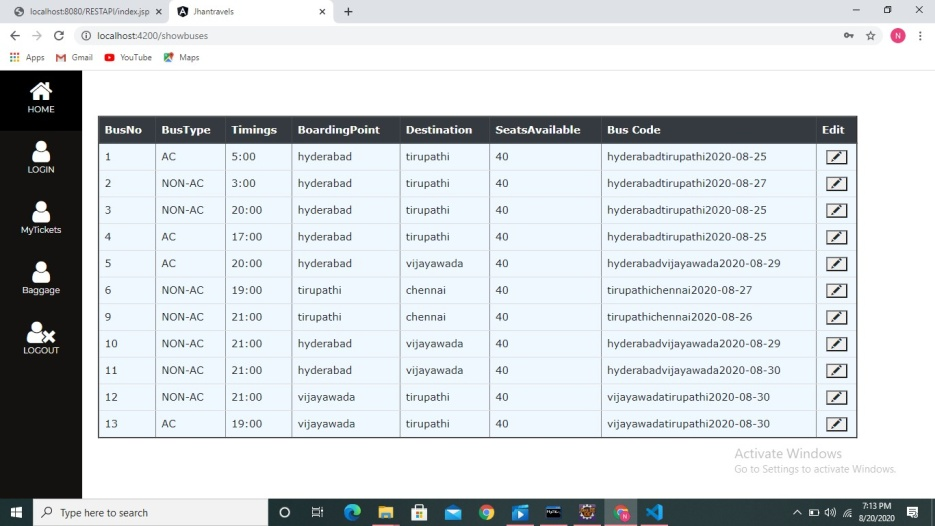 localhost:8080/RESTAPI/index.jsp
Jhantravels
localhost:4200/showbuses
Apps Gmail YouTube Maps
HOME
LOGIN
MyTickets
Baggage
LOGOUT
BusNo BusType Timings BoardingPoint Destination SeatsAvailable Bus Code Edit
1 AC 5:00 hyderabad tirupathi 40 hyderabadtirupathi2020-08-25
2 NON-AC 3:00 hyderabad tirupathi 40 hyderabadtirupathi2020-08-27
3 NON-AC 20:00 hyderabad tirupathi 40 hyderabadtirupathi2020-08-25
4 AC 17:00 hyderabad tirupathi 40 hyderabadtirupathi2020-08-25
5 AC 20:00 hyderabad vijayawada 40 hyderabadvijayawada2020-08-29
6 NON-AC 19:00 tirupathi chennai 40 tirupathichennai2020-08-27
9 NON-AC 21:00 tirupathi chennai 40 tirupathichennai2020-08-26
10 NON-AC 21:00 hyderabad vijayawada 40 hyderabadvijayawada2020-08-29
11 NON-AC 21:00 hyderabad vijayawada 40 hyderabadvijayawada2020-08-30
12 NON-AC 21:00 vijayawada tirupathi 40 vijayawadatirupathi2020-08-30
13 AC 19:00 vijayawada tirupathi 40 vijayawadatirupathi2020-08-30
Activate Windows
Go to Settings to activate Windows.
Type here to search
7:13 PM
8/20/2020
N